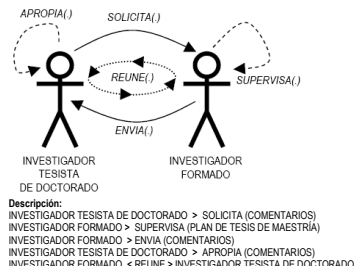 APROPIA(.)
SOLICITA(.)
REUNE(.)
SUPERVISA(.)
ENVIA(.)
INVESTIGADOR
TESISTA
DE DOCTORADO
INVESTIGADOR
FORMADO
Descripción:
INVESTIGADOR TESISTA DE DOCTORADO > SOLICITA (COMENTARIOS)
INVESTIGADOR FORMADO > SUPERVISA (PLAN DE TESIS DE MAESTRÍA)
INVESTIGADOR FORMADO > ENVIA (COMENTARIOS)
INVESTIGADOR TESISTA DE DOCTORADO > APROPIA (COMENTARIOS)
INVESTIGADOR FORMADO < REUNE > INVESTIGADOR TESISTA DE DOCTORADO